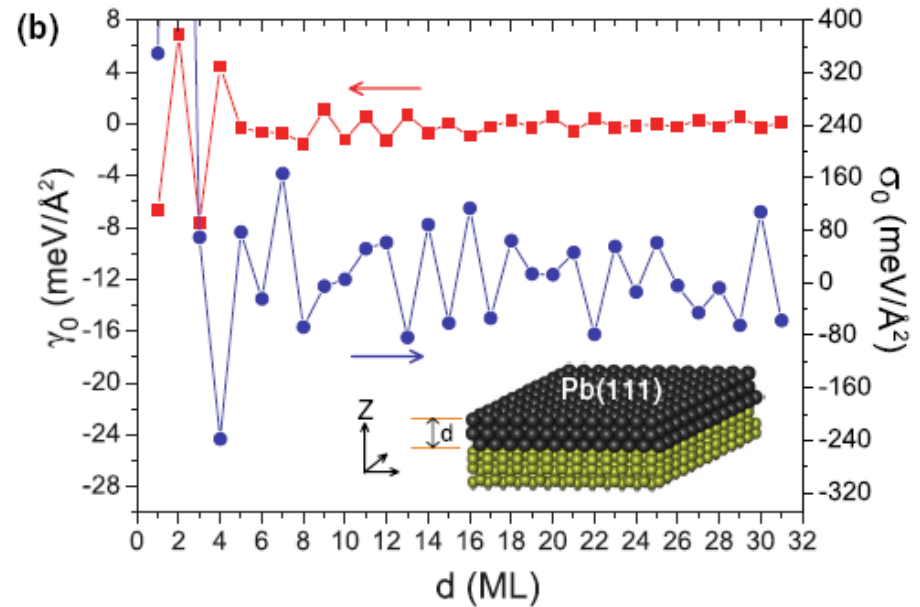 (b)
8
4
0
-4
-8
-12
-16
-20
-24
-28
γ₀ (meV/Å²)
400
320
240
160
80
0
-80
-160
-240
-320
σ₀ (meV/Å²)
Pb(111)
Z
d
0 2 4 6 8 10 12 14 16 18 20 22 24 26 28 30 32
d (ML)